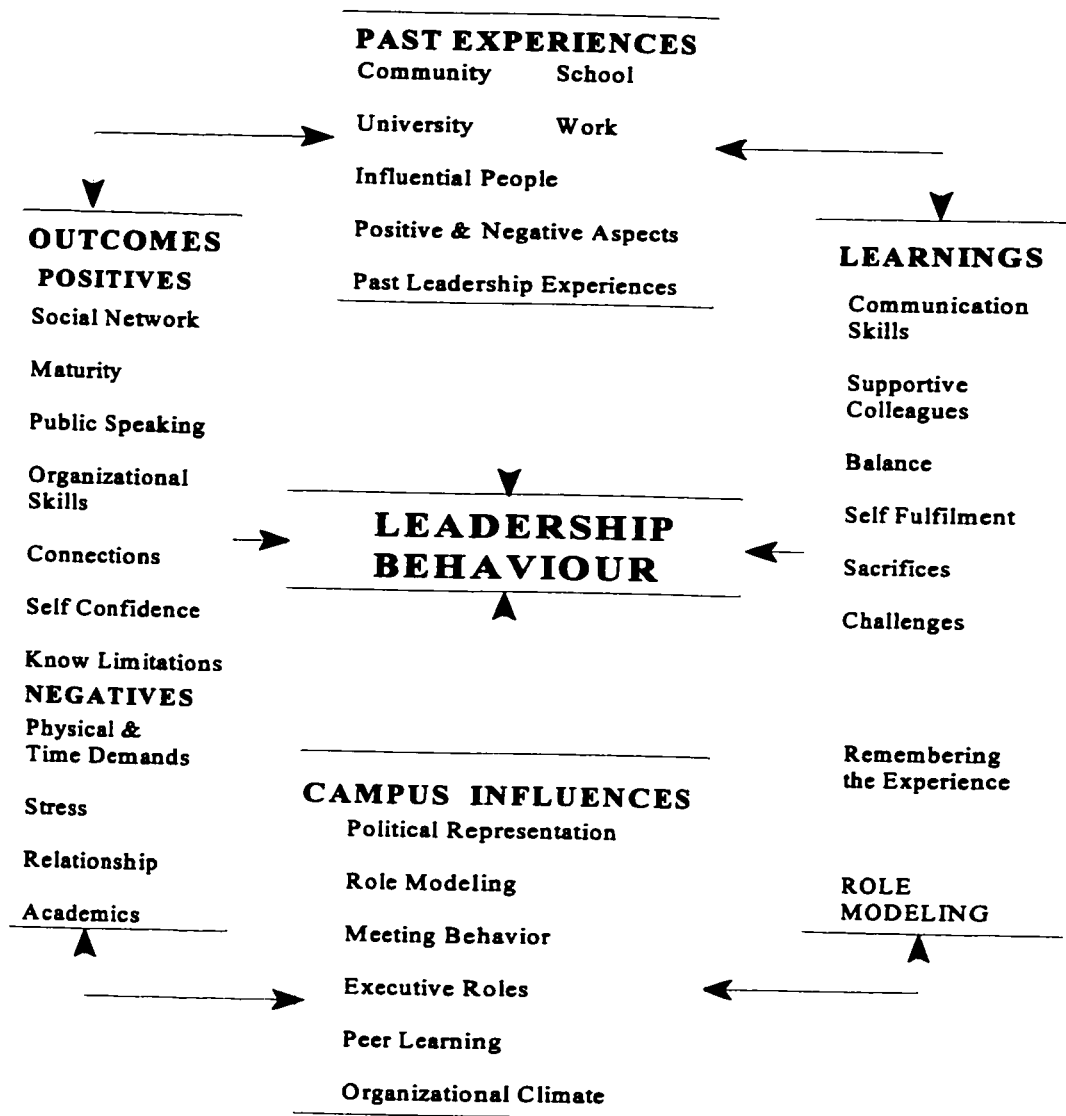 PAST EXPERIENCES
Community School
University Work
Influential People
Positive & Negative Aspects
Past Leadership Experiences
OUTCOMES
POSITIVES
Social Network
Maturity
Public Speaking
Organizational
Skills
Connections
Self Confidence
Know Limitations
NEGATIVES
Physical &
Time Demands
Stress
Relationship
Academics
LEADERSHIP
BEHAVIOUR
LEARNINGS
Communication
Skills
Supportive
Colleagues
Balance
Self Fulfilment
Sacrifices
Challenges
Remembering
the Experience
ROLE
MODELING
CAMPUS INFLUENCES
Political Representation
Role Modeling
Meeting Behavior
Executive Roles
Peer Learning
Organizational Climate